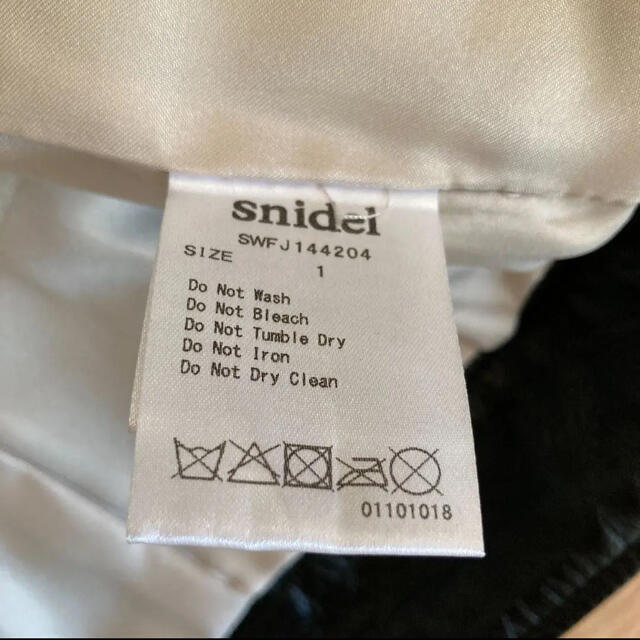 snidel
SWFJ144204
SIZE 1
Do Not Wash
Do Not Bleach
Do Not Tumble Dry
Do Not Iron
Do Not Dry Clean
01101018